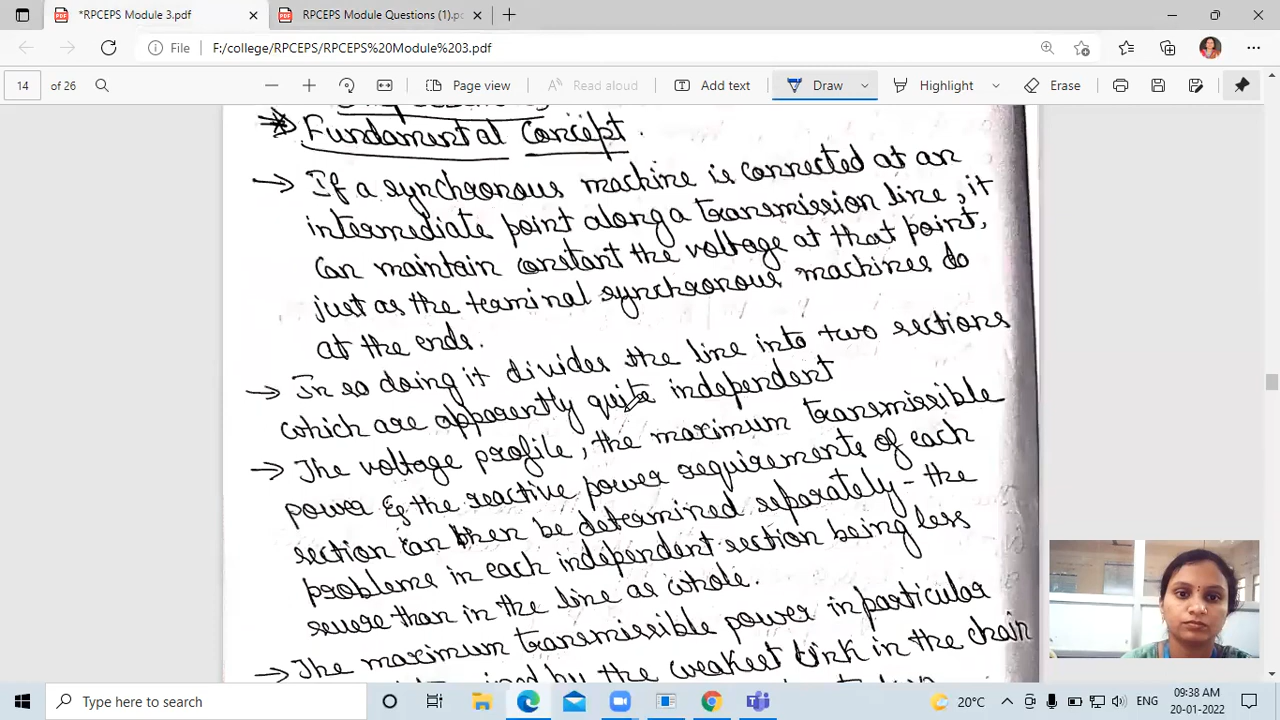 *RPCEPS Module 3.pdf
RPCEPS Module Questions (1).pc
File
F:/college/RPCEPS/RPCEPS%20Module%203.pdf
14 of 26
Page view
Read aloud
Add text
Draw
Highlight
Erase
Fundamental Concept.
→ If a synchronous machine is connected at an
intermediate point along a transmission line, it
can maintain constant the voltage at that point,
just as the terminal synchronous machines do
at the ends.
→ In so doing it divides the line into two sections
which are apparently quite independent
→ The voltage profile, the maximum transmissible
power & the reactive power requirements of each
section can then be determined separately - the
problems in each independent section being less
severe than in the line as whole.
→ The maximum transmissible power in particular
by the weakest link in the chain
Type here to search
20°C
09:38 AM
20-01-2022